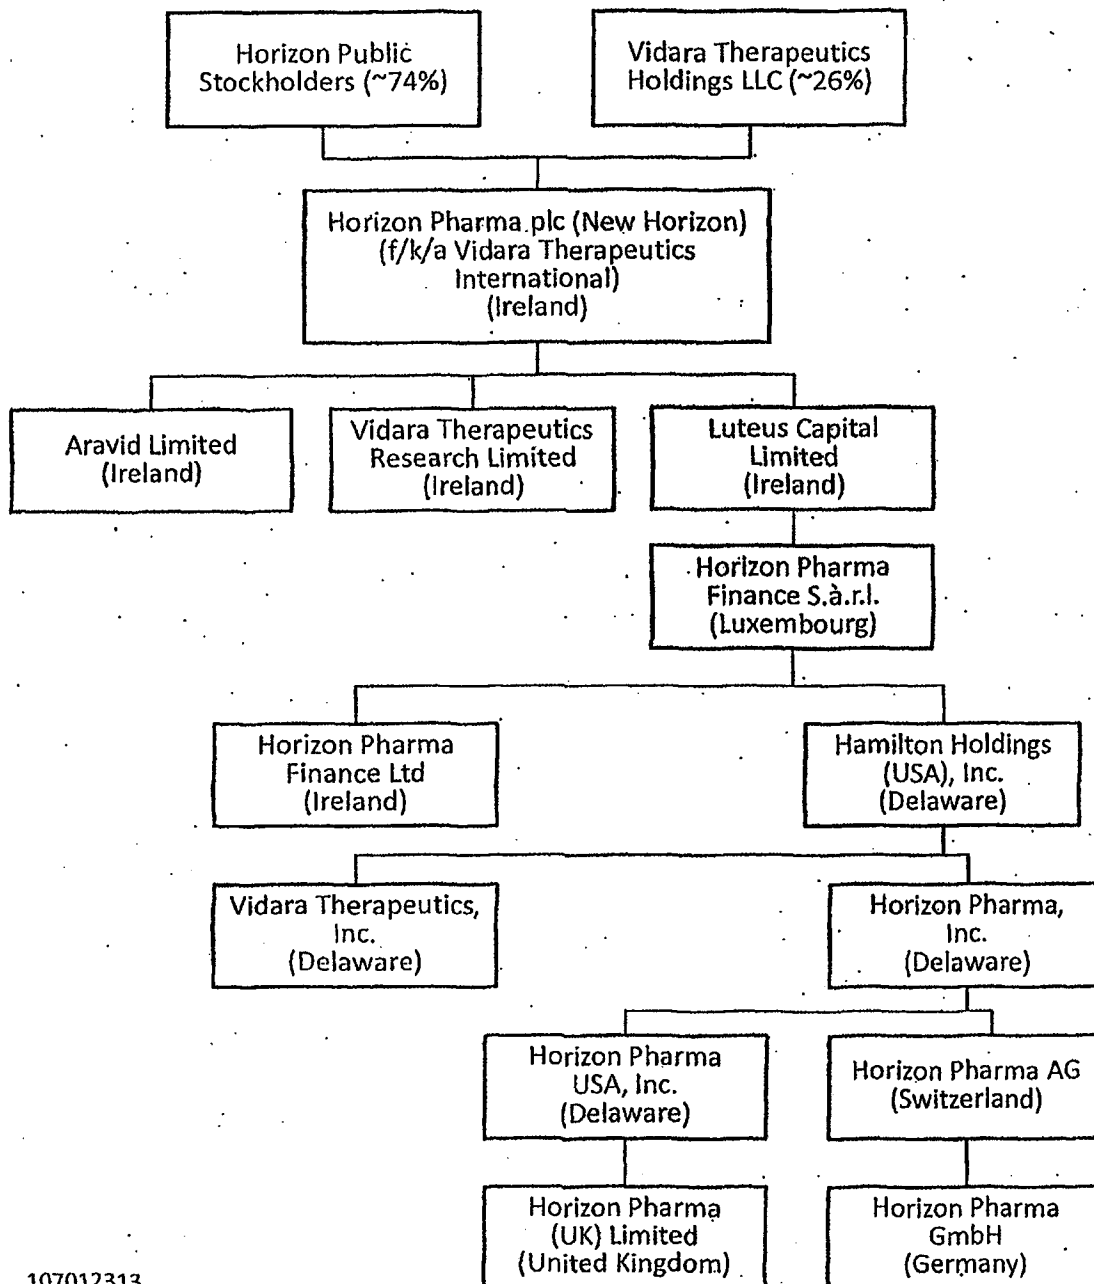 Horizon Public
Stockholders (~74%)
Vidara Therapeutics
Holdings LLC (~26%)
Horizon Pharma plc (New Horizon)
(f/k/a Vidara Therapeutics
International)
(Ireland)
Aravid Limited
(Ireland)
Vidara Therapeutics
Research Limited
(Ireland)
Luteus Capital
Limited
(Ireland)
Horizon Pharma
Finance S.à.r.l.
(Luxembourg)
Horizon Pharma
Finance Ltd
(Ireland)
Hamilton Holdings
(USA), Inc.
(Delaware)
Vidara Therapeutics,
Inc.
(Delaware)
Horizon Pharma,
Inc.
(Delaware)
Horizon Pharma
USA, Inc.
(Delaware)
Horizon Pharma AG
(Switzerland)
Horizon Pharma
(UK) Limited
(United Kingdom)
Horizon Pharma
GmbH
(Germany)
107012313